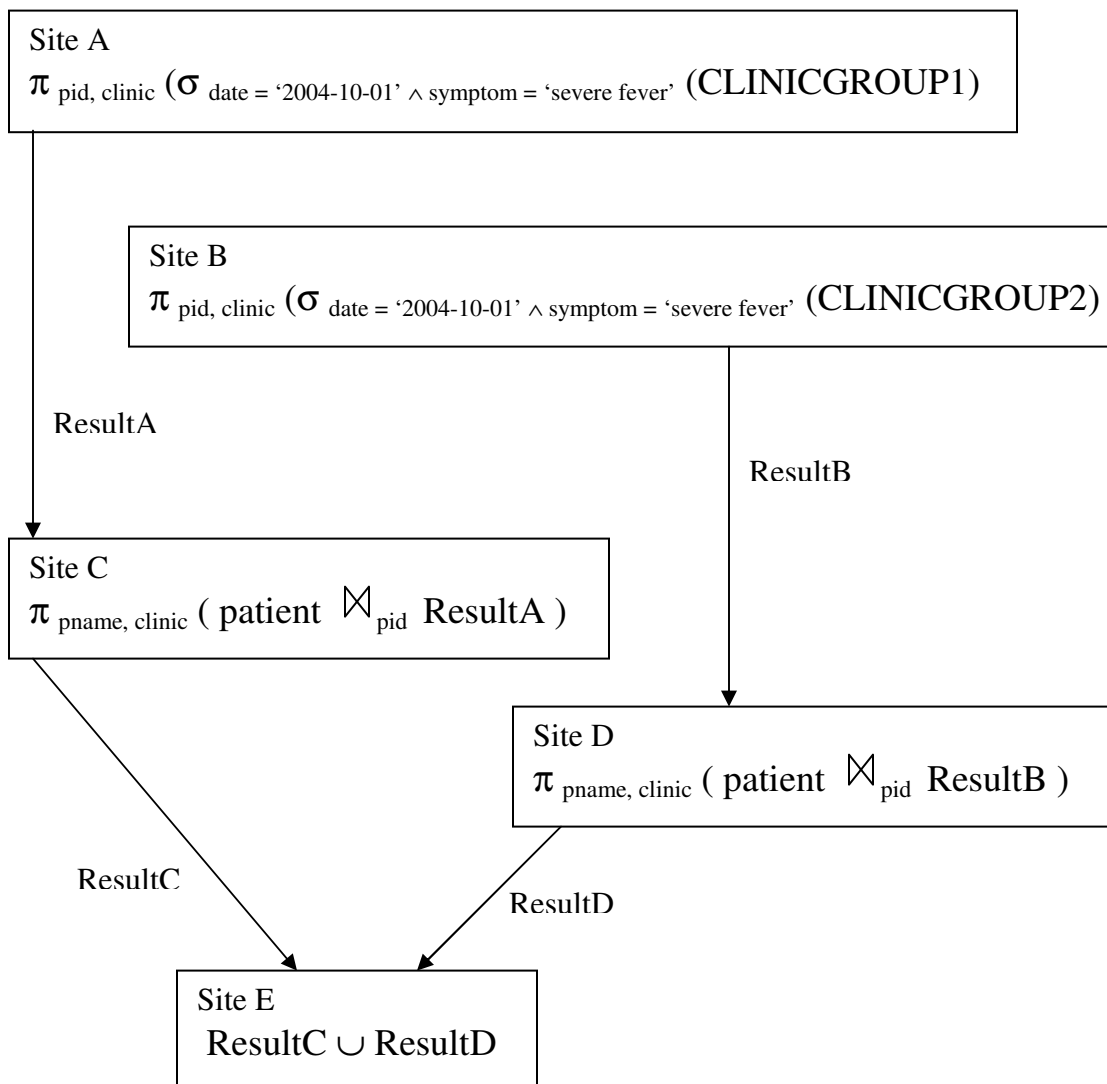 Site A
π pid, clinic (σ date = ‘2004-10-01’ ∧ symptom = ‘severe fever’ (CLINICGROUP1)
Site B
π pid, clinic (σ date = ‘2004-10-01’ ∧ symptom = ‘severe fever’ (CLINICGROUP2)
ResultA
ResultB
Site C
π pname, clinic ( patient ⋈ pid ResultA )
Site D
π pname, clinic ( patient ⋈ pid ResultB )
ResultC
ResultD
Site E
ResultC ∪ ResultD